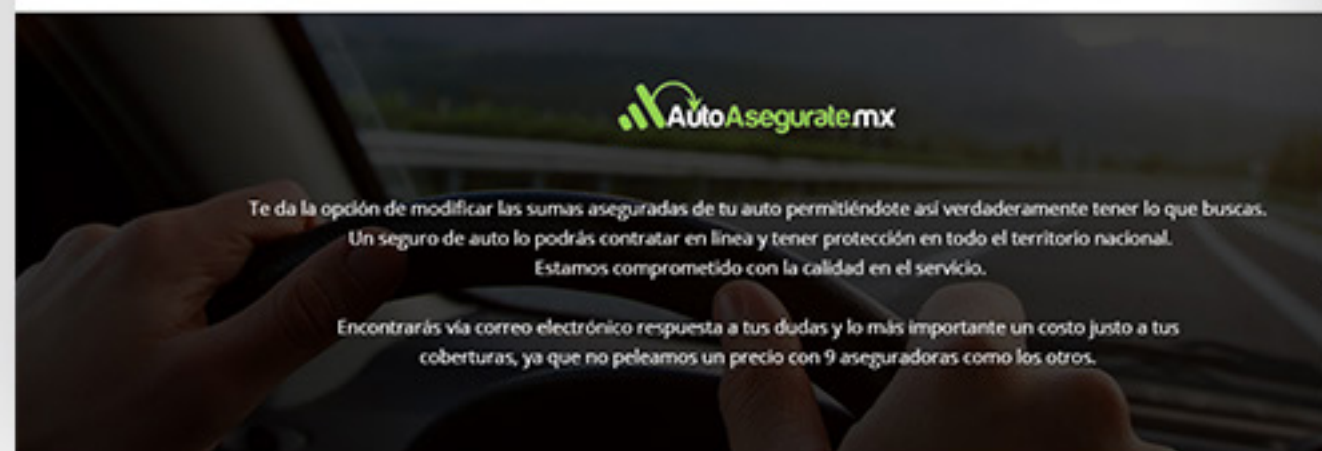 AutoAsegurate.mx
Te da la opción de modificar las sumas aseguradas de tu auto permitiéndote así verdaderamente tener lo que buscas.
Un seguro de auto lo podrás contratar en línea y tener protección en todo el territorio nacional.
Estamos comprometido con la calidad en el servicio.
Encontrarás vía correo electrónico respuesta a tus dudas y lo más importante un costo justo a tus
coberturas, ya que no peleamos un precio con 9 aseguradoras como los otros.